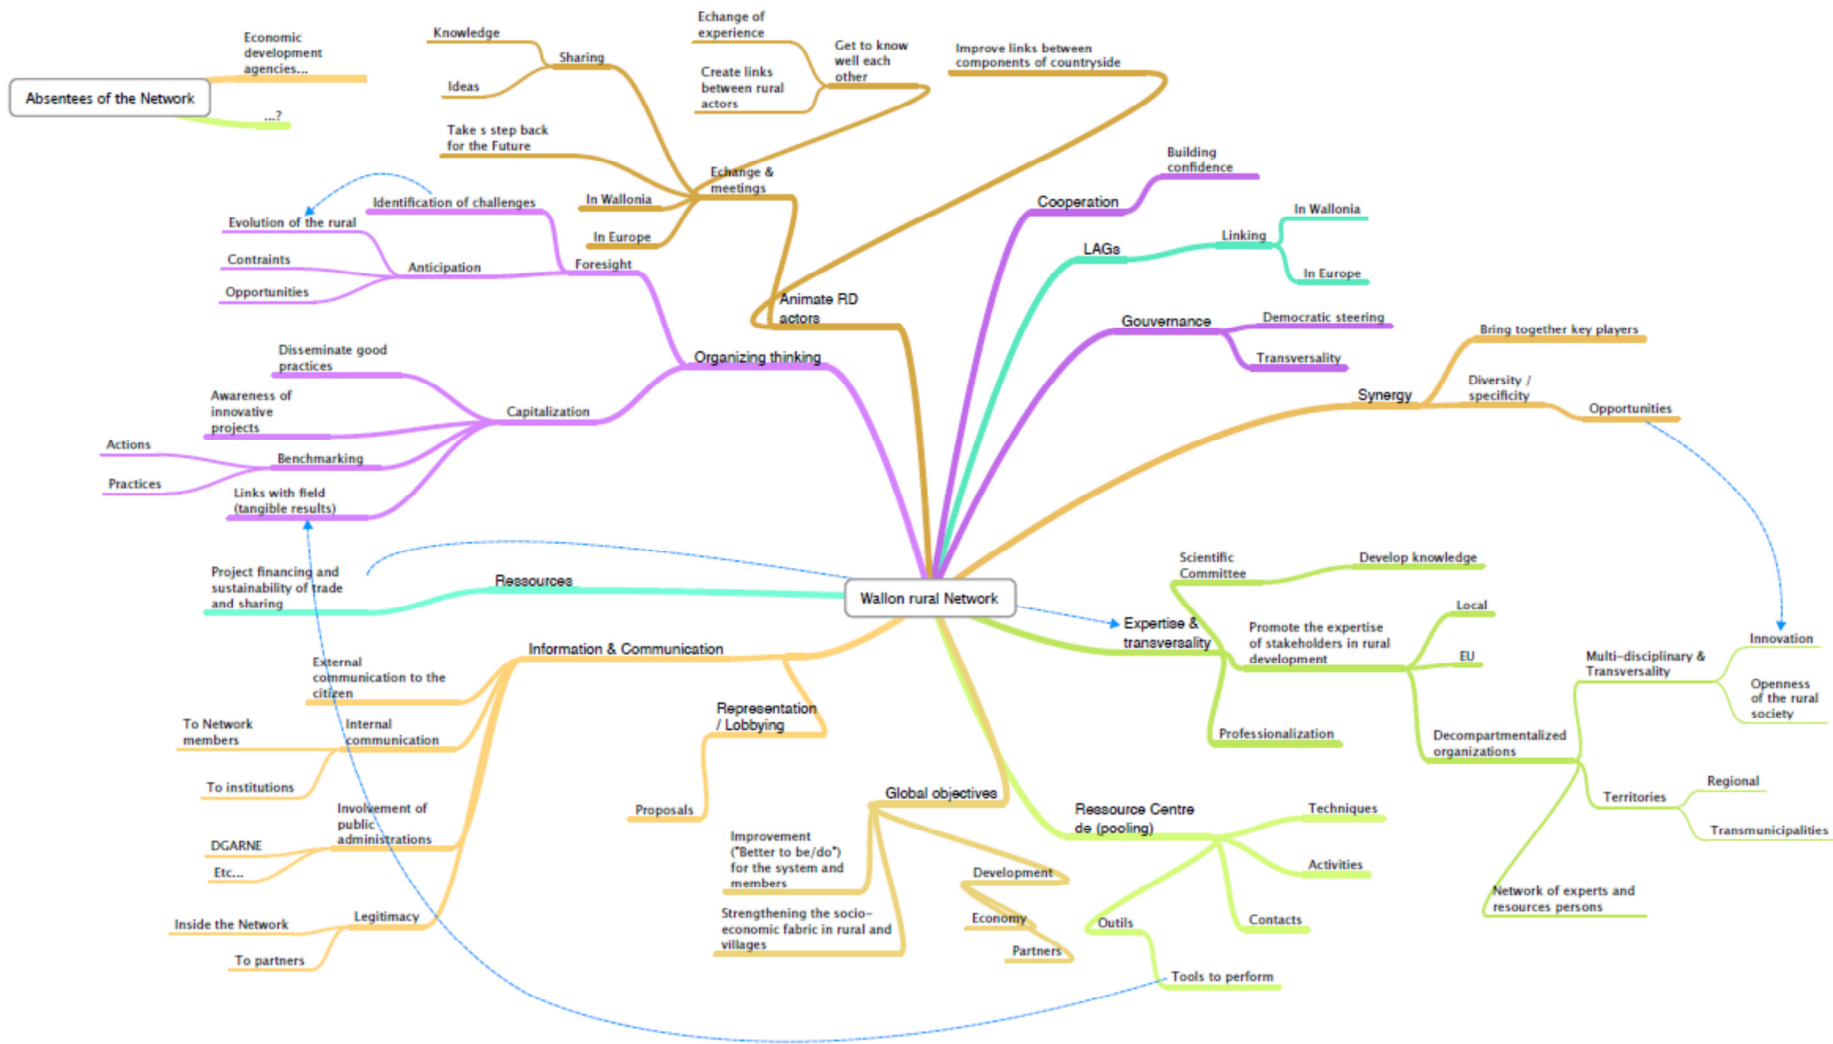 Absentees of the Network
Economic
development
agencies...
...?
Knowledge
Sharing
Ideas
Take s step back
for the Future
Echange of
experience
Create links
between rural
actors
Get to know
well each
other
Improve links between
components of countryside
Echange &
meetings
In Wallonia
In Europe
Animate RD
actors
Identification of challenges
Evolution of the rural
Contraints
Opportunities
Anticipation
Foresight
Organizing thinking
Disseminate good
practices
Awareness of
innovative
projects
Capitalization
Actions
Practices
Benchmarking
Links with field
(tangible results)
Project financing and
sustainability of trade
and sharing
Ressources
Wallon rural Network
Cooperation
Building
confidence
LAGs
Linking
In Wallonia
In Europe
Gouvernance
Democratic steering
Transversality
Synergy
Bring together key players
Diversity /
specificity
Opportunities
Expertise &
transversality
Scientific
Committee
Develop knowledge
Promote the expertise
of stakeholders in rural
development
Local
EU
Decompartmentalized
organizations
Multi-disciplinary &
Transversality
Innovation
Openness
of the rural
society
Territories
Regional
Transmunicipalities
Network of experts and
resources persons
Professionalization
Information & Communication
External
communication to the
citizen
Internal
communication
To Network
members
To institutions
Involvement of
public
administrations
DGARNE
Etc...
Legitimacy
Inside the Network
To partners
Representation
/ Lobbying
Proposals
Global objectives
Improvement
("Better to be/do")
for the system and
members
Strengthening the socio-
economic fabric in rural and
villages
Development
Economy
Partners
Ressource Centre
de (pooling)
Techniques
Activities
Contacts
Outils
Tools to perform